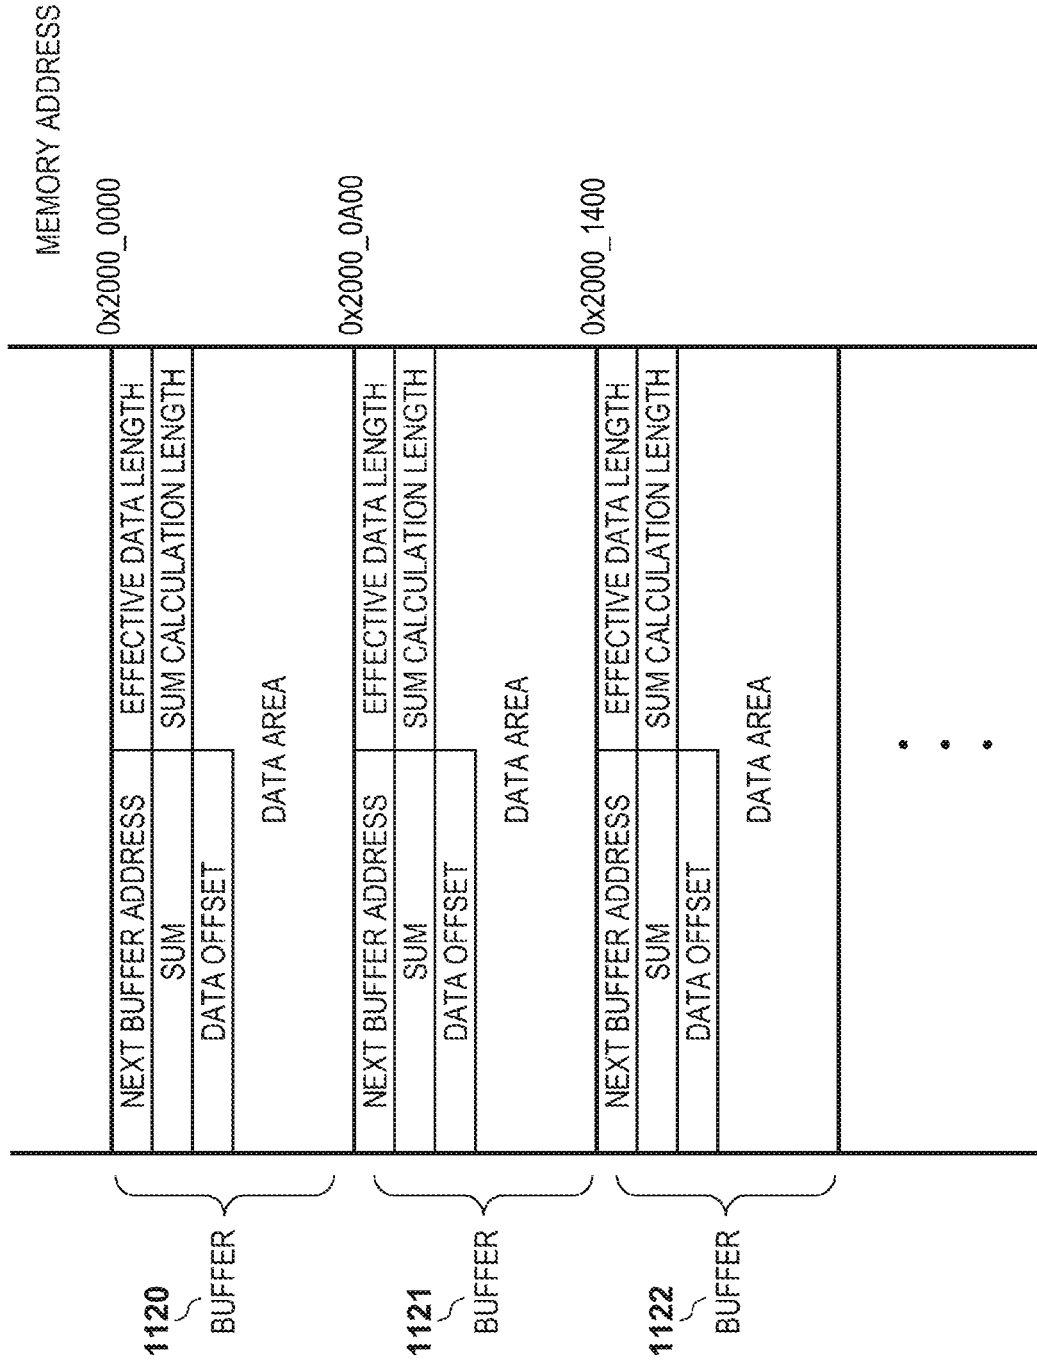 MEMORY ADDRESS
0x2000_0000
1120
BUFFER
NEXT BUFFER ADDRESS
EFFECTIVE DATA LENGTH
SUM
SUM CALCULATION LENGTH
DATA OFFSET
DATA AREA
0x2000_0A00
1121
BUFFER
NEXT BUFFER ADDRESS
EFFECTIVE DATA LENGTH
SUM
SUM CALCULATION LENGTH
DATA OFFSET
DATA AREA
0x2000_1400
1122
BUFFER
NEXT BUFFER ADDRESS
EFFECTIVE DATA LENGTH
SUM
SUM CALCULATION LENGTH
DATA OFFSET
DATA AREA